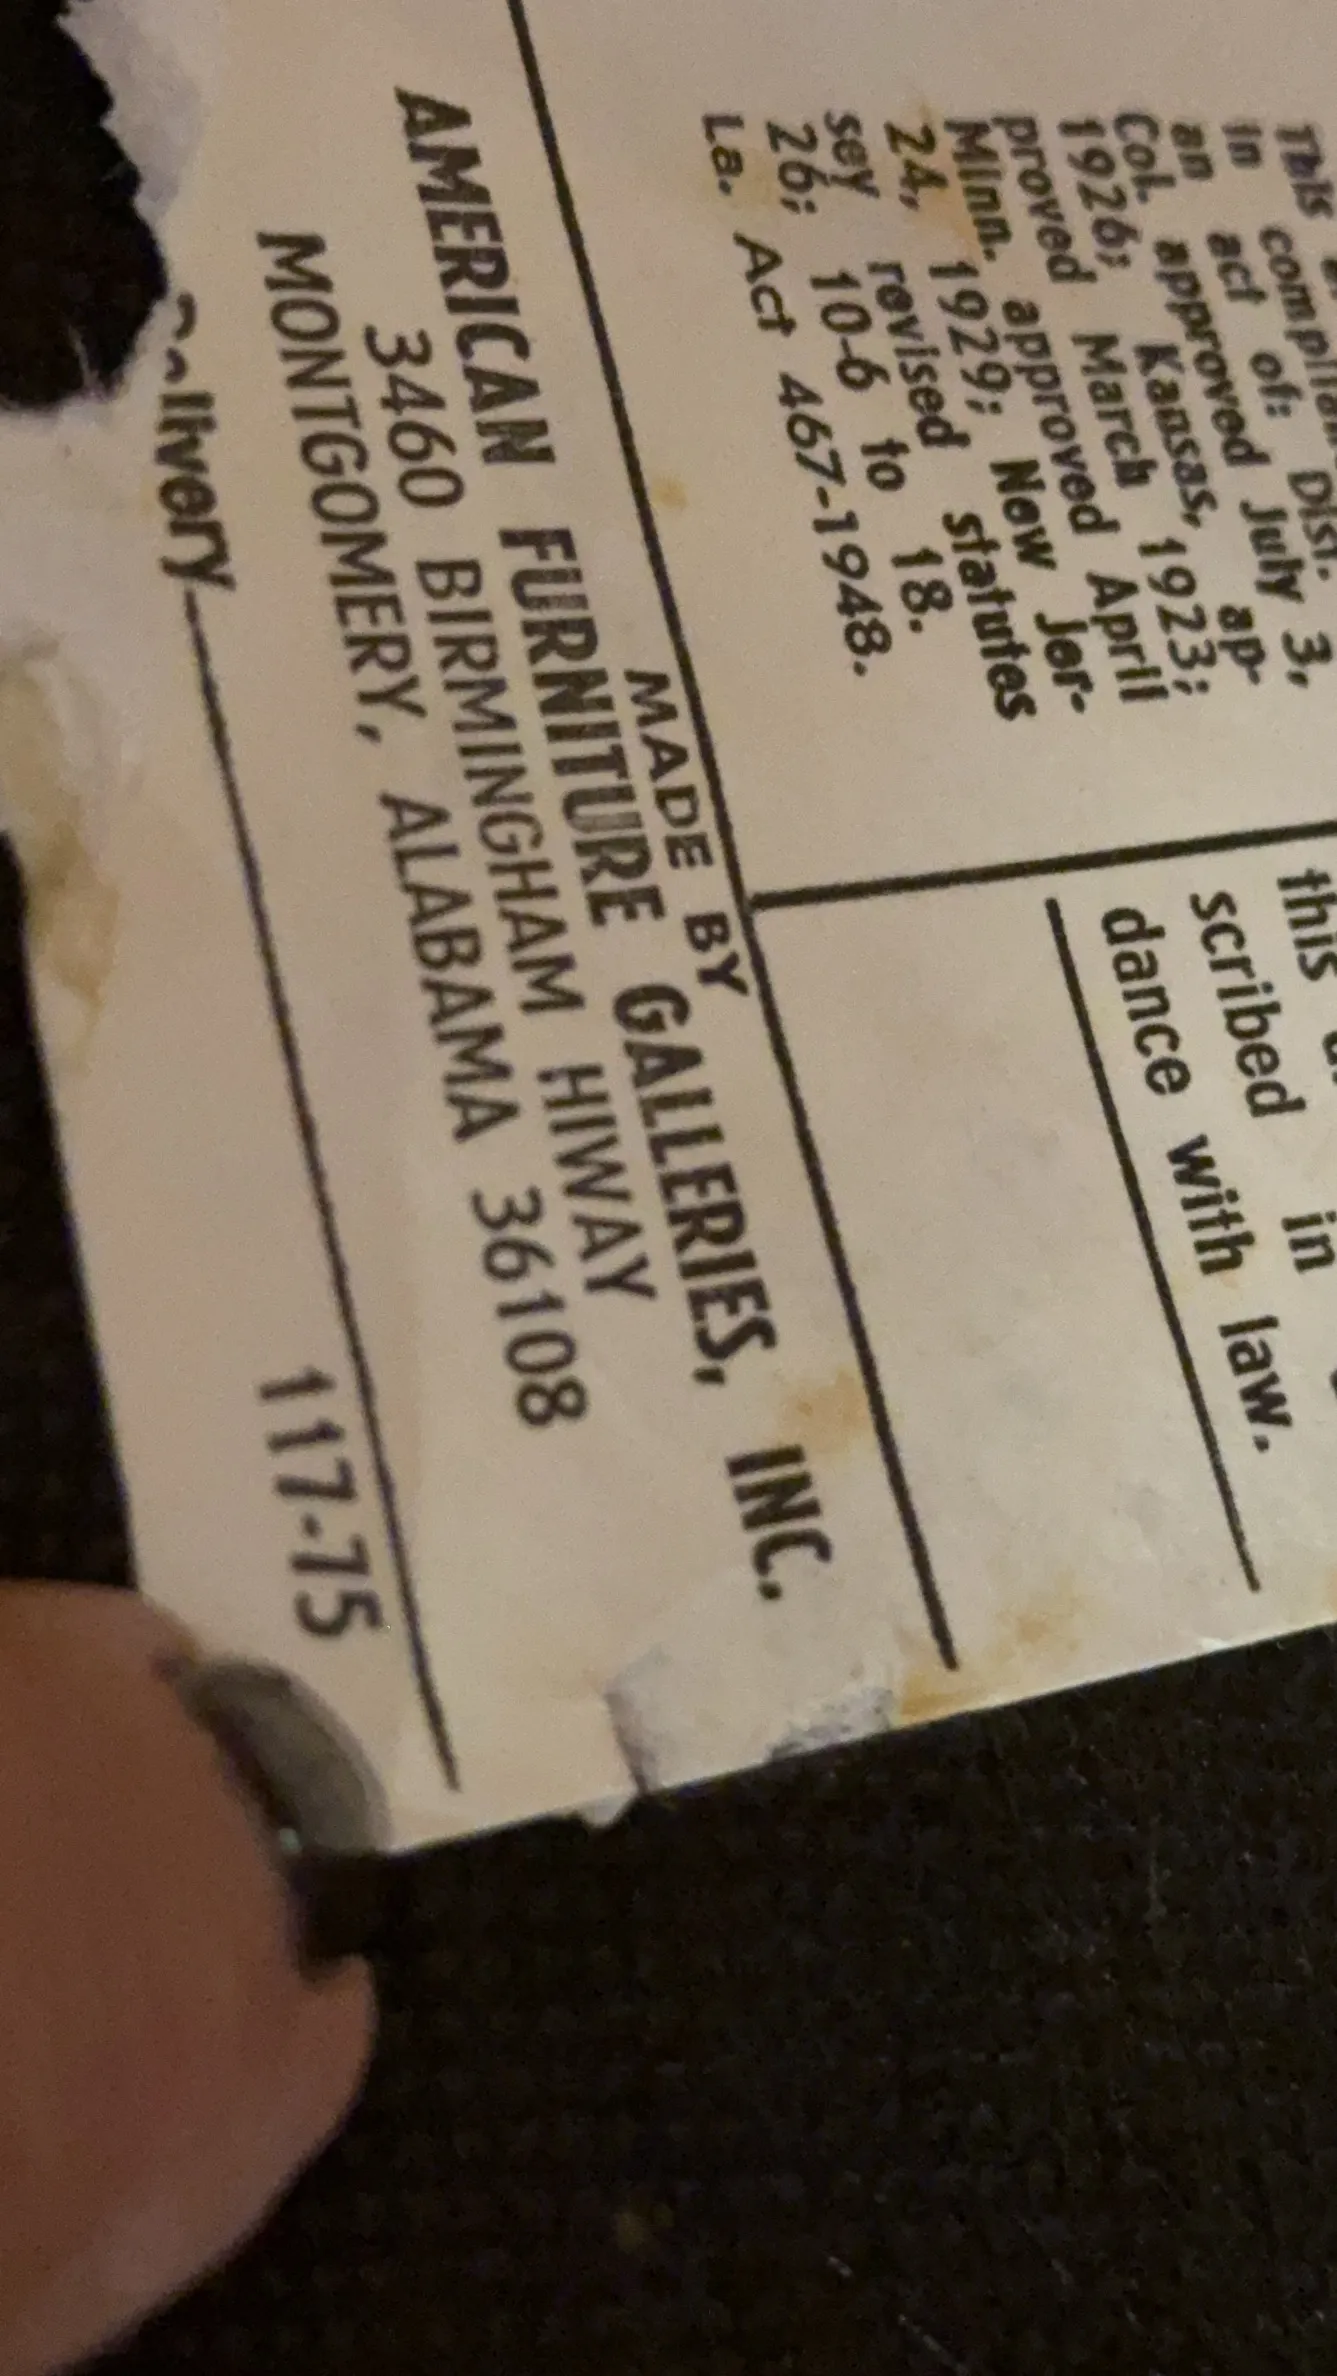 This
in compliance
an act of: Dist.
Col. approved July 3,
1926; Kansas, ap-
proved March 1923;
Minn. approved April
24, 1929; New Jer-
sey revised statutes
26; 10-6 to 18.
La. Act 467-1948.
this
scribed in
dance with law.
MADE BY
AMERICAN FURNITURE GALLERIES, INC.
3460 BIRMINGHAM HIWAY
MONTGOMERY, ALABAMA 36108
Delivery
117-75